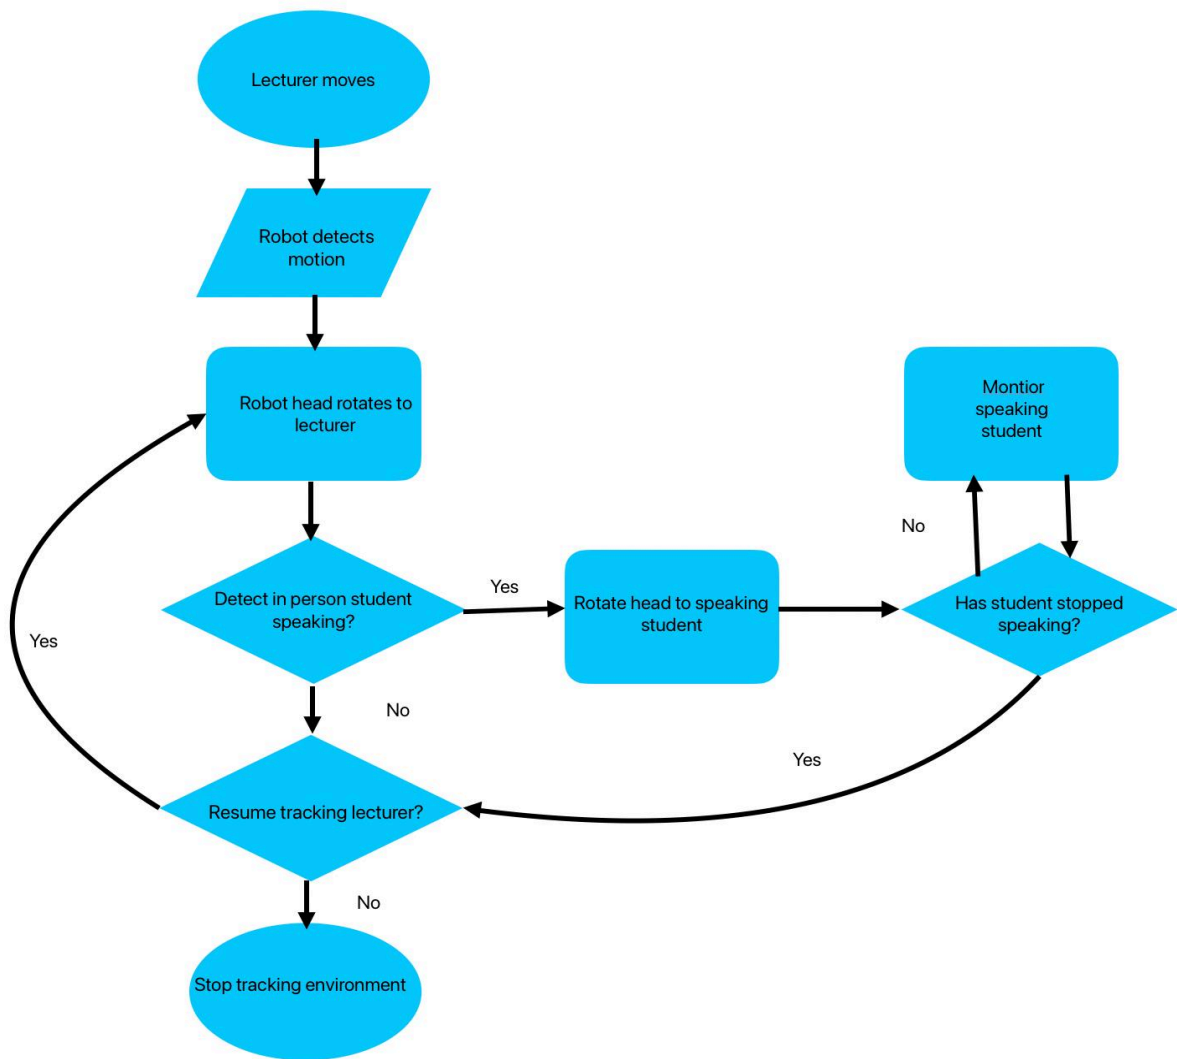 Lecturer moves
Robot detects
motion
Robot head rotates to
lecturer
Montior
speaking
student
No
Detect in person student
speaking?
Yes
Rotate head to speaking
student
Has student stopped
speaking?
Yes
No
Yes
Resume tracking lecturer?
No
Stop tracking environment